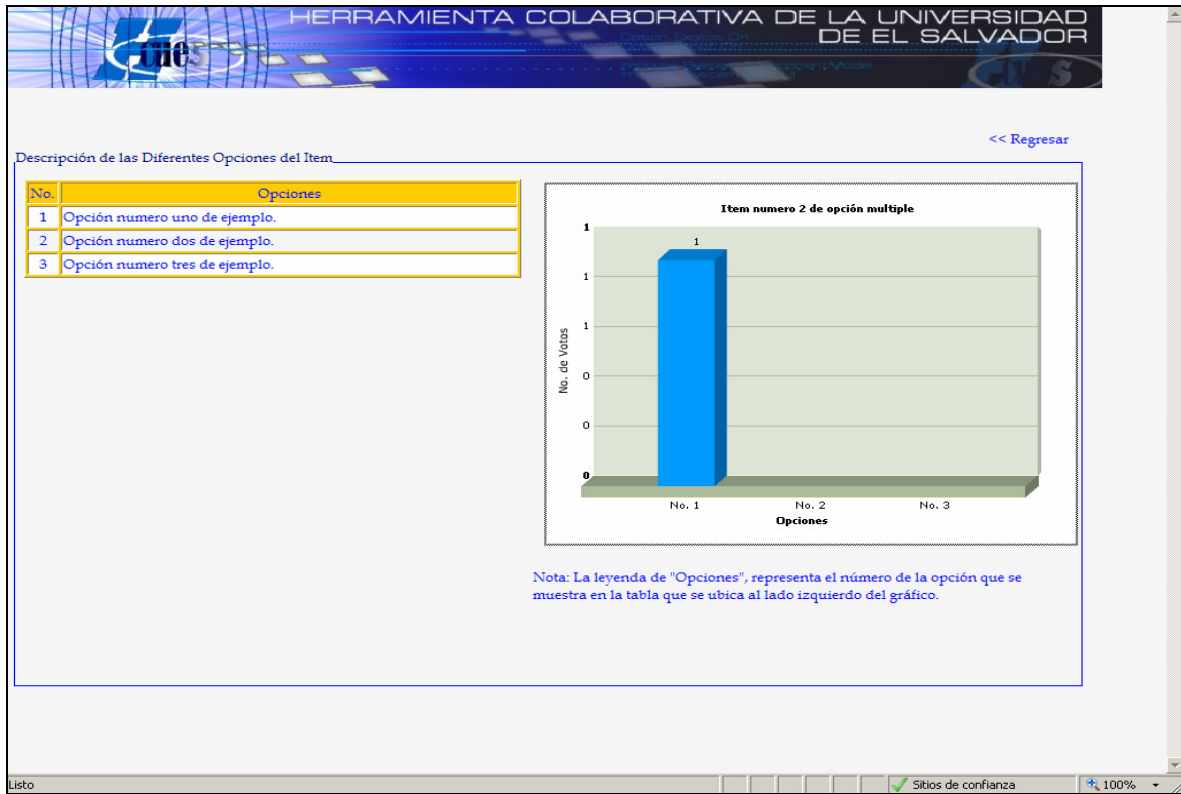 HERRAMIENTA COLABORATIVA DE LA UNIVERSIDAD
DE EL SALVADOR
<< Regresar
Descripción de las Diferentes Opciones del Item
No. Opciones
1 Opción numero uno de ejemplo.
2 Opción numero dos de ejemplo.
3 Opción numero tres de ejemplo.
Item numero 2 de opción multiple
1
1
1
1
0
0
0
No. de Votos
No. 1 No. 2 No. 3
Opciones
Nota: La leyenda de "Opciones", representa el número de la opción que se
muestra en la tabla que se ubica al lado izquierdo del gráfico.
Listo
Sitios de confianza
100%